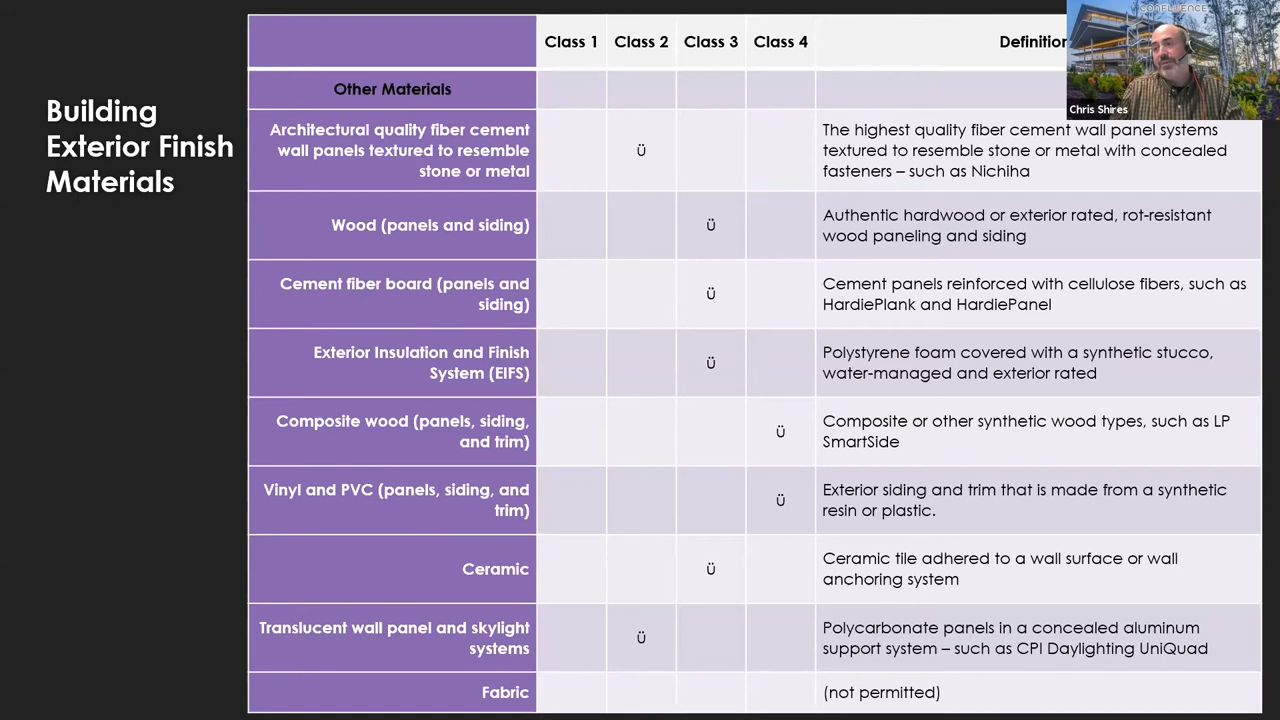 Building
Exterior Finish
Materials
Class 1 Class 2 Class 3 Class 4 Definition
Other Materials
Architectural quality fiber cement
wall panels textured to resemble
stone or metal
Ü
The highest quality fiber cement wall panel systems
textured to resemble stone or metal with concealed
fasteners – such as Nichiha
Wood (panels and siding)
Ü
Authentic hardwood or exterior rated, rot-resistant
wood paneling and siding
Cement fiber board (panels and
siding)
Ü
Cement panels reinforced with cellulose fibers, such as
HardiePlank and HardiePanel
Exterior Insulation and Finish
System (EIFS)
Ü
Polystyrene foam covered with a synthetic stucco,
water-managed and exterior rated
Composite wood (panels, siding,
and trim)
Ü
Composite or other synthetic wood types, such as LP
SmartSide
Vinyl and PVC (panels, siding, and
trim)
Ü
Exterior siding and trim that is made from a synthetic
resin or plastic.
Ceramic
Ü
Ceramic tile adhered to a wall surface or wall
anchoring system
Translucent wall panel and skylight
systems
Ü
Polycarbonate panels in a concealed aluminum
support system – such as CPI Daylighting UniQuad
Fabric
(not permitted)
CONFLUENCE
Chris Shires